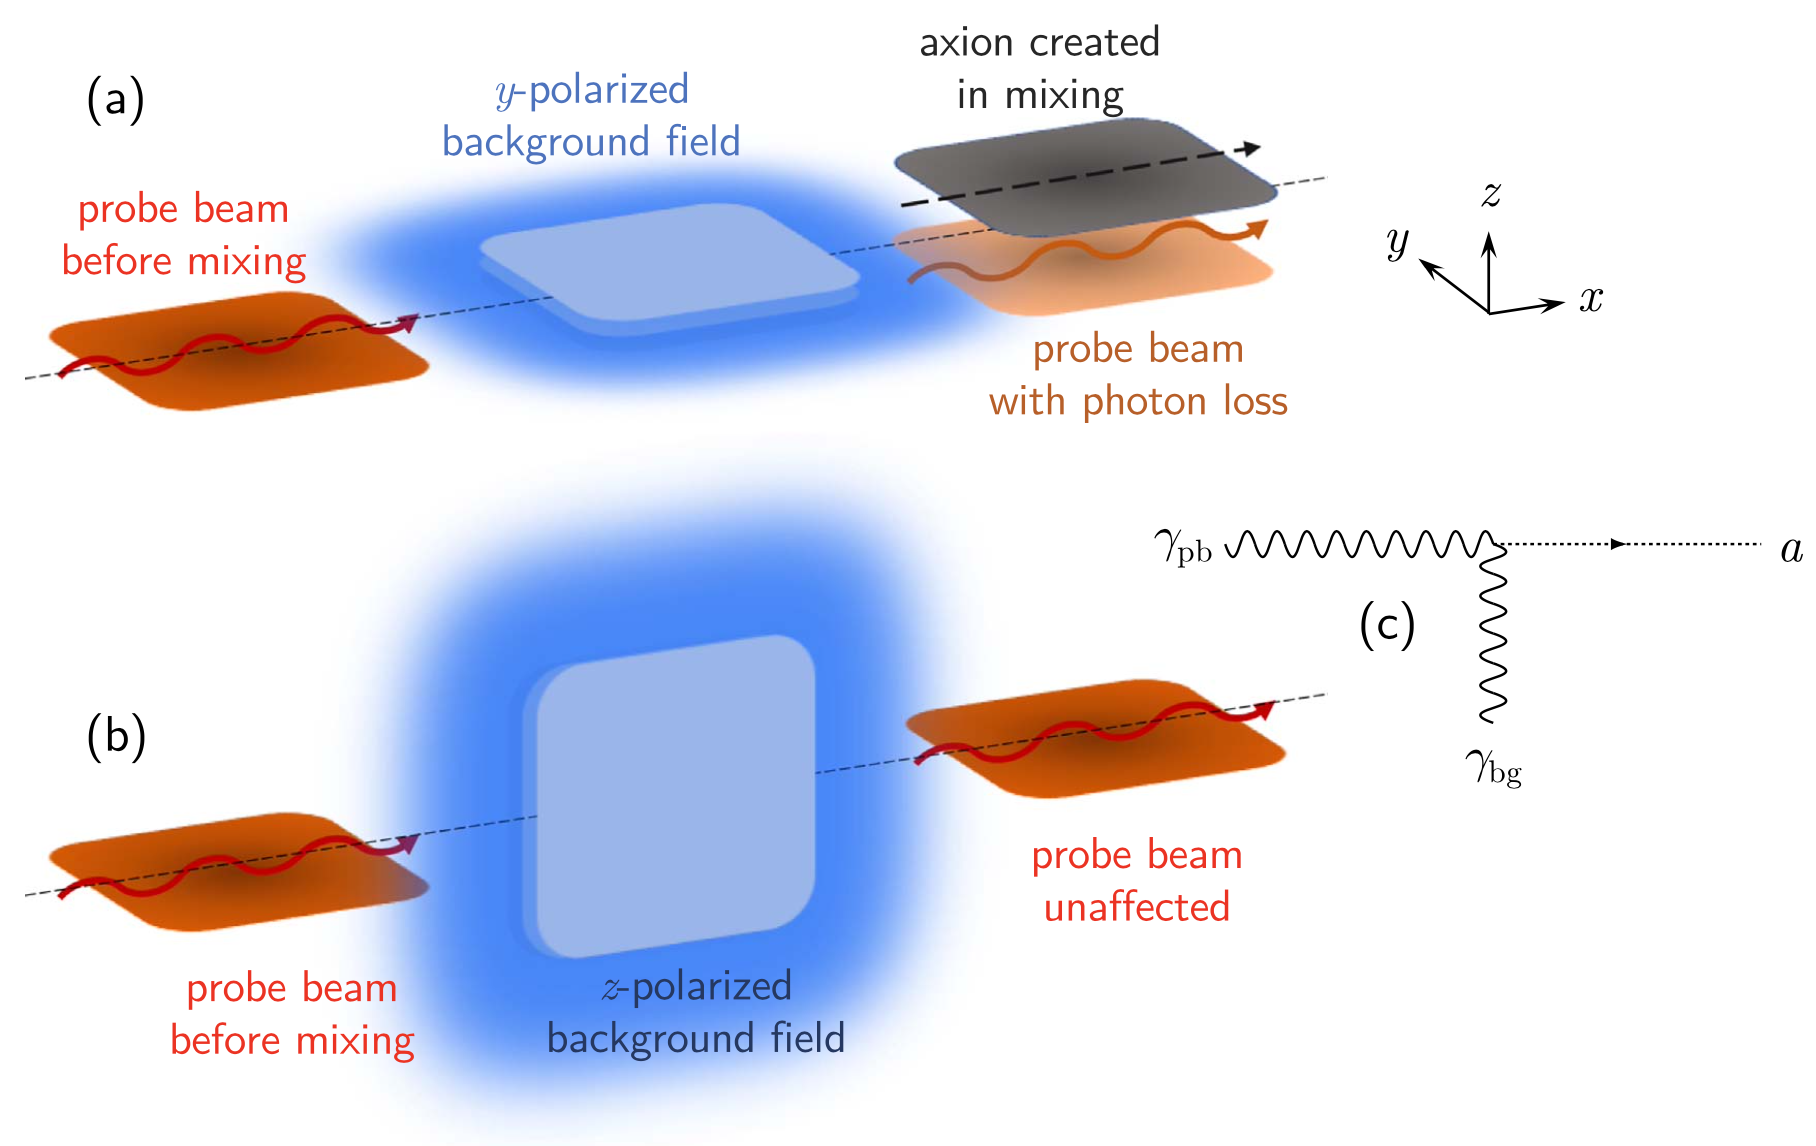 (a)
y-polarized
background field
axion created
in mixing
probe beam
before mixing
z
y
x
probe beam
with photon loss
γpb
a
(c)
γbg
(b)
probe beam
unaffected
z-polarized
background field
probe beam
before mixing